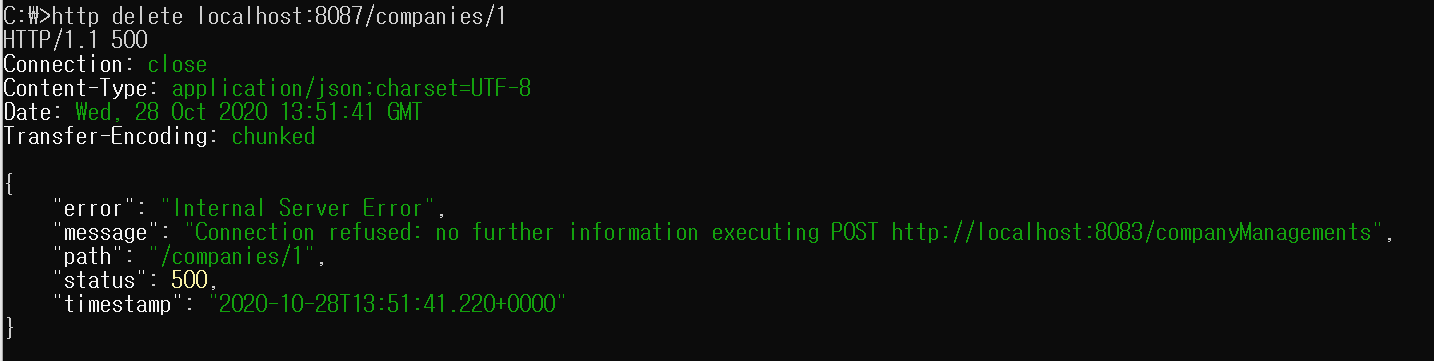 C:₩>http delete localhost:8087/companies/1
HTTP/1.1 500
Connection: close
Content-Type: application/json;charset=UTF-8
Date: Wed, 28 Oct 2020 13:51:41 GMT
Transfer-Encoding: chunked
{
    "error": "Internal Server Error",
    "message": "Connection refused: no further information executing POST http://localhost:8083/companyManagements",
    "path": "/companies/1",
    "status": 500,
    "timestamp": "2020-10-28T13:51:41.220+0000"
}